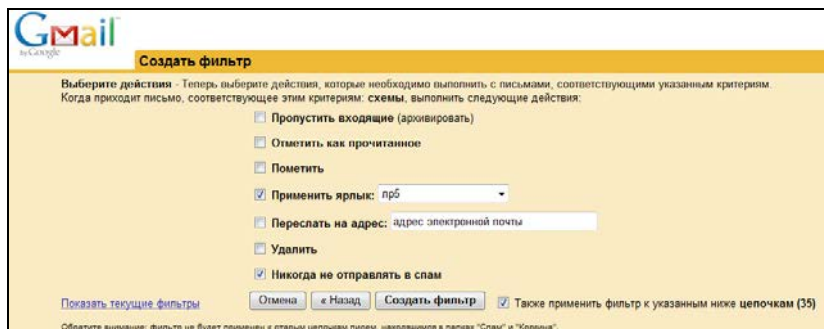 Gmail
by Google
Создать фильтр
Выберите действия - Теперь выберите действия, которые необходимо выполнить с письмами, соответствующими указанным критериям.
Когда приходит письмо, соответствующее этим критериям: схемы, выполнить следующие действия:
Пропустить входящие (архивировать)
Отметить как прочитанное
Пометить
Применить ярлык: пр5
Переслать на адрес: адрес электронной почты
Удалить
Никогда не отправлять в спам
Показать текущие фильтры Отмена « Назад Создать фильтр Также применить фильтр к указанным ниже цепочкам (35)
Обратите внимание: фильтр не будет применен к старым цепочкам писем, находящимся в папках "Спам" и "Корзина".